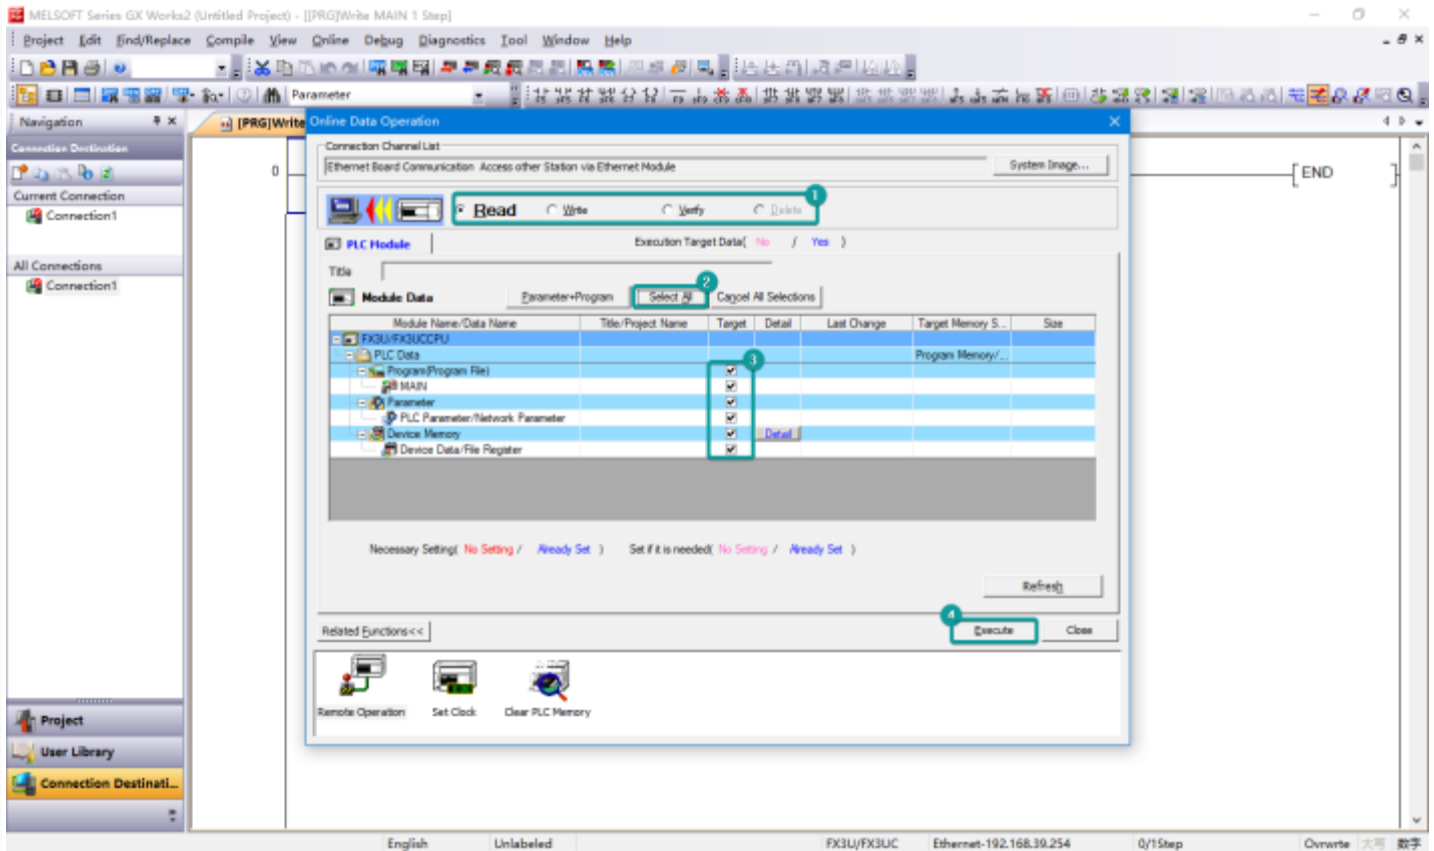 MELSOFT Series GX Works2 (Untitled Project) - [[PRG]Write MAIN 1 Step]
Project Edit Find/Replace Compile View Online Debug Diagnostics Tool Window Help
Parameter
Navigation
[PRG]Write
Online Data Operation
Connection Destination
Connection Channel List
Ethernet Board Communication Access other Station via Ethernet Module
System Image...
0
END
Current Connection
Connection1
1
Read Write Verify Delete
PLC Module
Execution Target Data( No / Yes )
All Connections
Connection1
Title
2
Module Data
Parameter+Program
Select All
Cancel All Selections
Module Name/Data Name Title/Project Name Target Detail Last Change Target Memory S... Size
FX3U/FX3UCCPU
PLC Data Program Memory/...
3
Program(Program File)
MAIN
Parameter
PLC Parameter/Network Parameter
Device Memory Detail
Device Data/File Register
Necessary Setting( No Setting / Already Set ) Set if it is needed( No Setting / Already Set )
Refresh
4
Related Functions<<
Execute
Close
Remote Operation
Set Clock
Clear PLC Memory
Project
User Library
Connection Destinati...
English
Unlabeled
FX3U/FX3UC
Ethernet-192.168.39.254
0/1Step
Ovrwrte
大写
数字